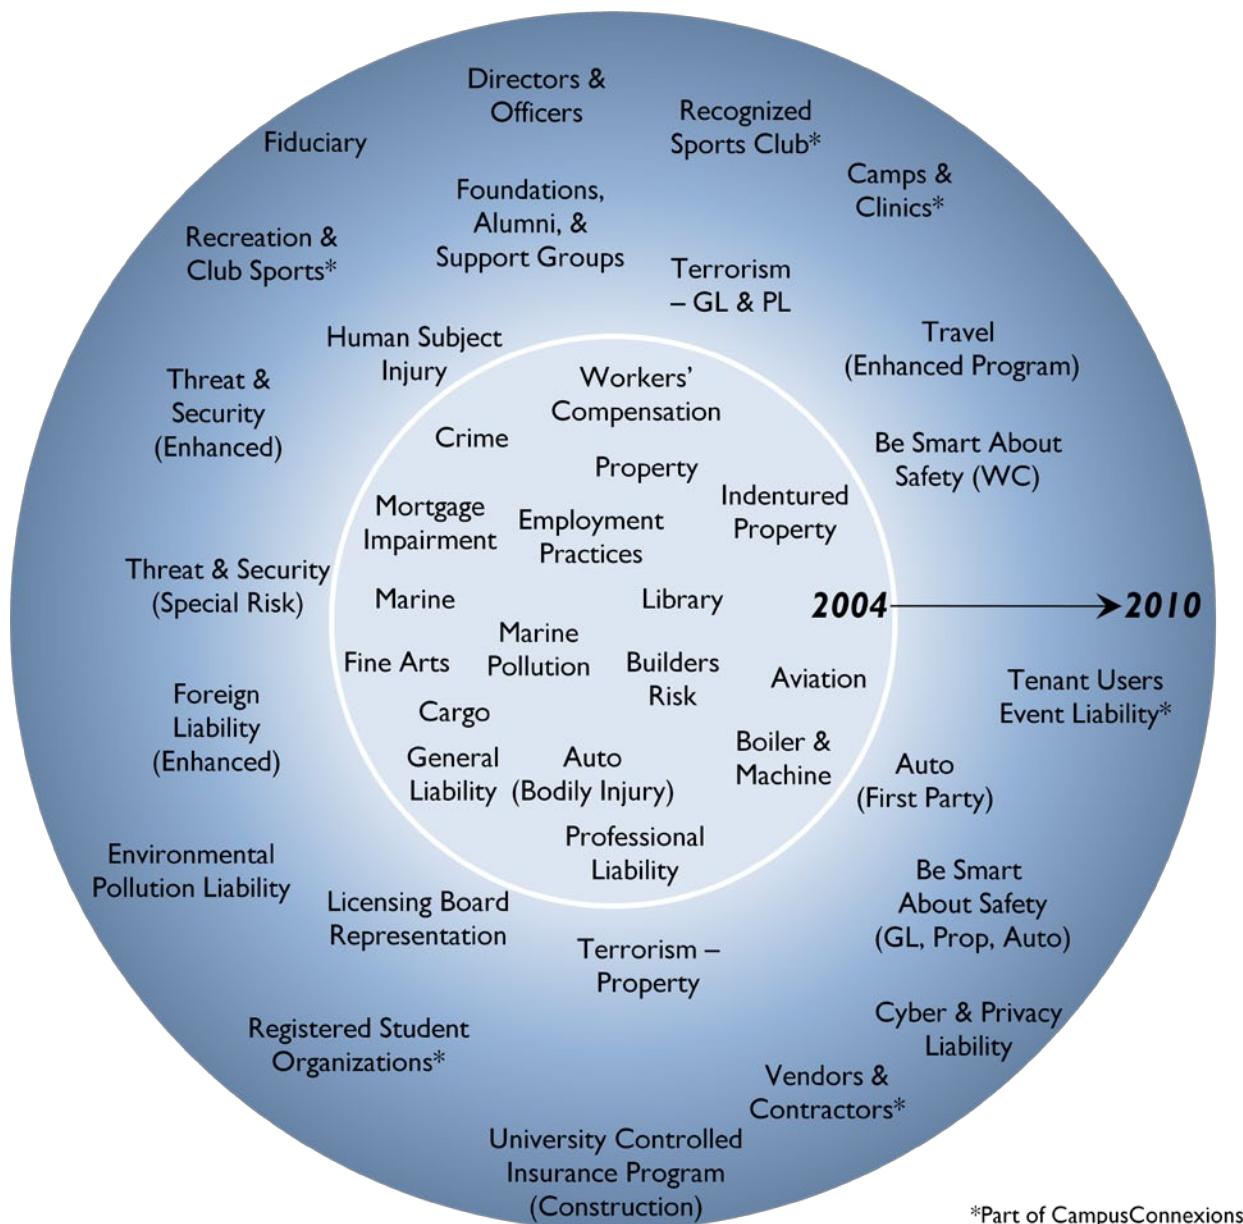 Directors &
Officers
Recognized
Sports Club*
Fiduciary
Camps &
Clinics*
Foundations,
Alumni, &
Support Groups
Recreation &
Club Sports*
Terrorism
– GL & PL
Human Subject
Injury
Travel
(Enhanced Program)
Threat &
Security
(Enhanced)
Workers’
Compensation
Crime
Be Smart About
Safety (WC)
Property
Indentured
Property
Mortgage
Impairment
Employment
Practices
Threat & Security
(Special Risk)
Marine
Library
2004
2010
Marine
Pollution
Fine Arts
Builders
Risk
Aviation
Tenant Users
Event Liability*
Foreign
Liability
(Enhanced)
Cargo
General
Liability
Auto
(Bodily Injury)
Boiler &
Machine
Auto
(First Party)
Professional
Liability
Environmental
Pollution Liability
Be Smart
About Safety
(GL, Prop, Auto)
Licensing Board
Representation
Terrorism –
Property
Registered Student
Organizations*
Cyber & Privacy
Liability
Vendors &
Contractors*
University Controlled
Insurance Program
(Construction)
*Part of CampusConnexions